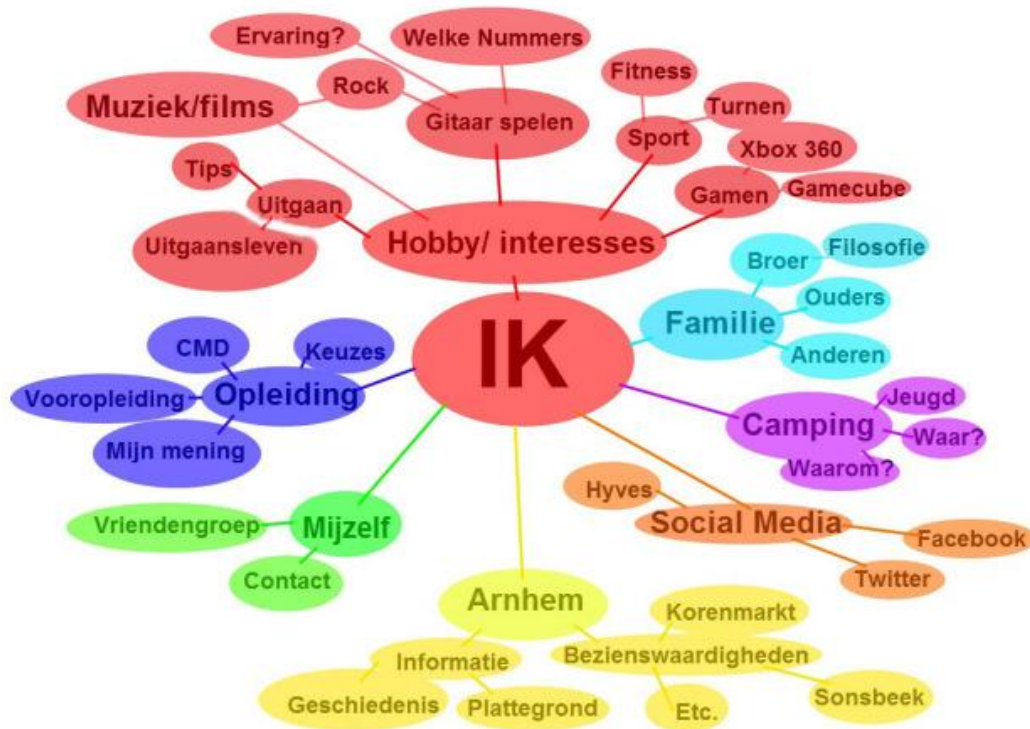 Ervaring?
Welke Nummers
Fitness
Rock
Muziek/films
Turnen
Gitaar spelen
Sport
Xbox 360
Tips
Gamen
Gamecube
Uitgaan
Uitgaansleven
Hobby/ interesses
Filosofie
Broer
IK
Ouders
Familie
CMD
Keuzes
Anderen
Opleiding
Vooropleiding
Jeugd
Camping
Waar?
Mijn mening
Waarom?
Hyves
Vriendengroep
Mijzelf
Social Media
Facebook
Contact
Twitter
Arnhem
Korenmarkt
Informatie
Bezienswaardigheden
Geschiedenis
Plattegrond
Etc.
Sonsbeek